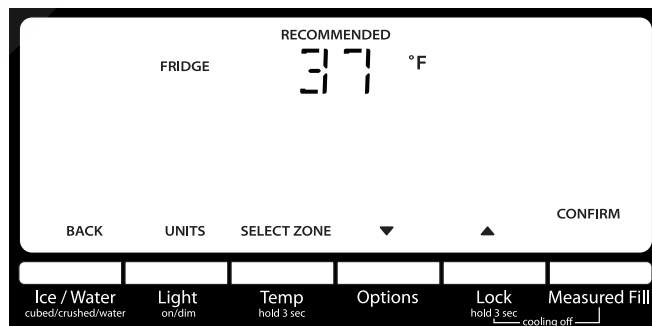 RECOMMENDED
FRIDGE 37 °F
CONFIRM
BACK UNITS SELECT ZONE ▼ ▲
Ice / Water Light Temp Options Lock Measured Fill
cubed/crushed/water on/dim hold 3 sec hold 3 sec
cooling off